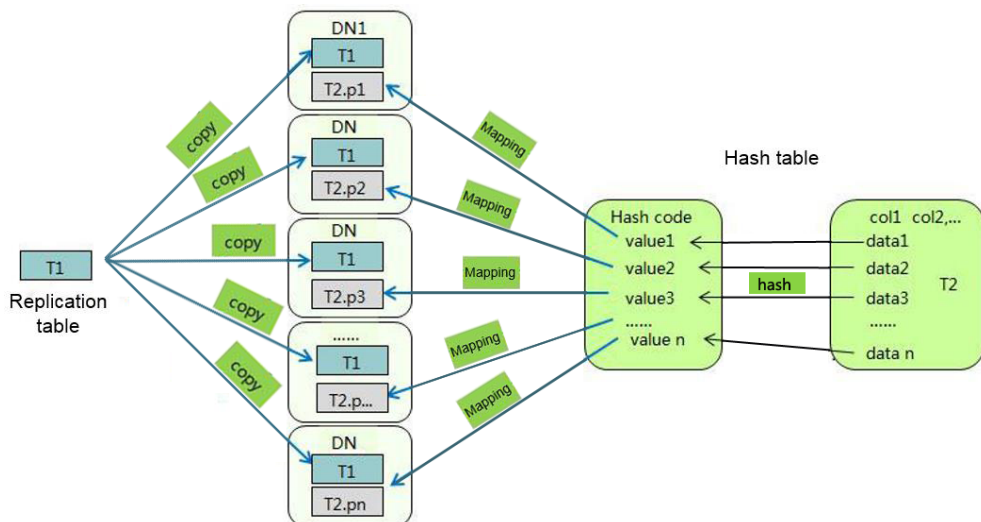 T1
Replication
table
copy
copy
copy
copy
copy
DN1
T1
T2.p1
DN
T1
T2.p2
DN
T1
T2.p3
......
T1
T2.p...
DN
T1
T2.pn
Mapping
Mapping
Mapping
Mapping
Mapping
Hash table
Hash code
value1
value2
value3
......
value n
hash
col1 col2,...
data1
data2
data3
......
data n
T2